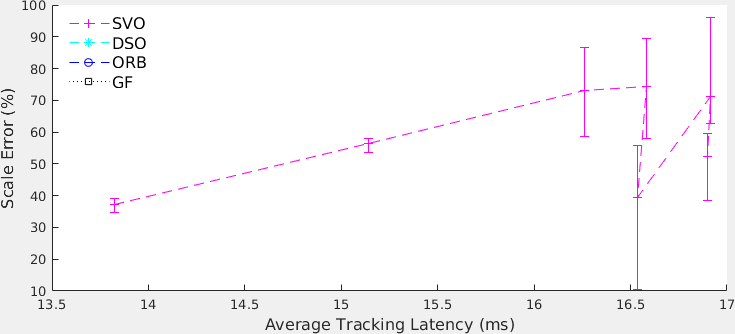 100
90
80
70
60
50
40
30
20
10
Scale Error (%)
SVO
DSO
ORB
GF
13.5 14 14.5 15 15.5 16 16.5 17
Average Tracking Latency (ms)